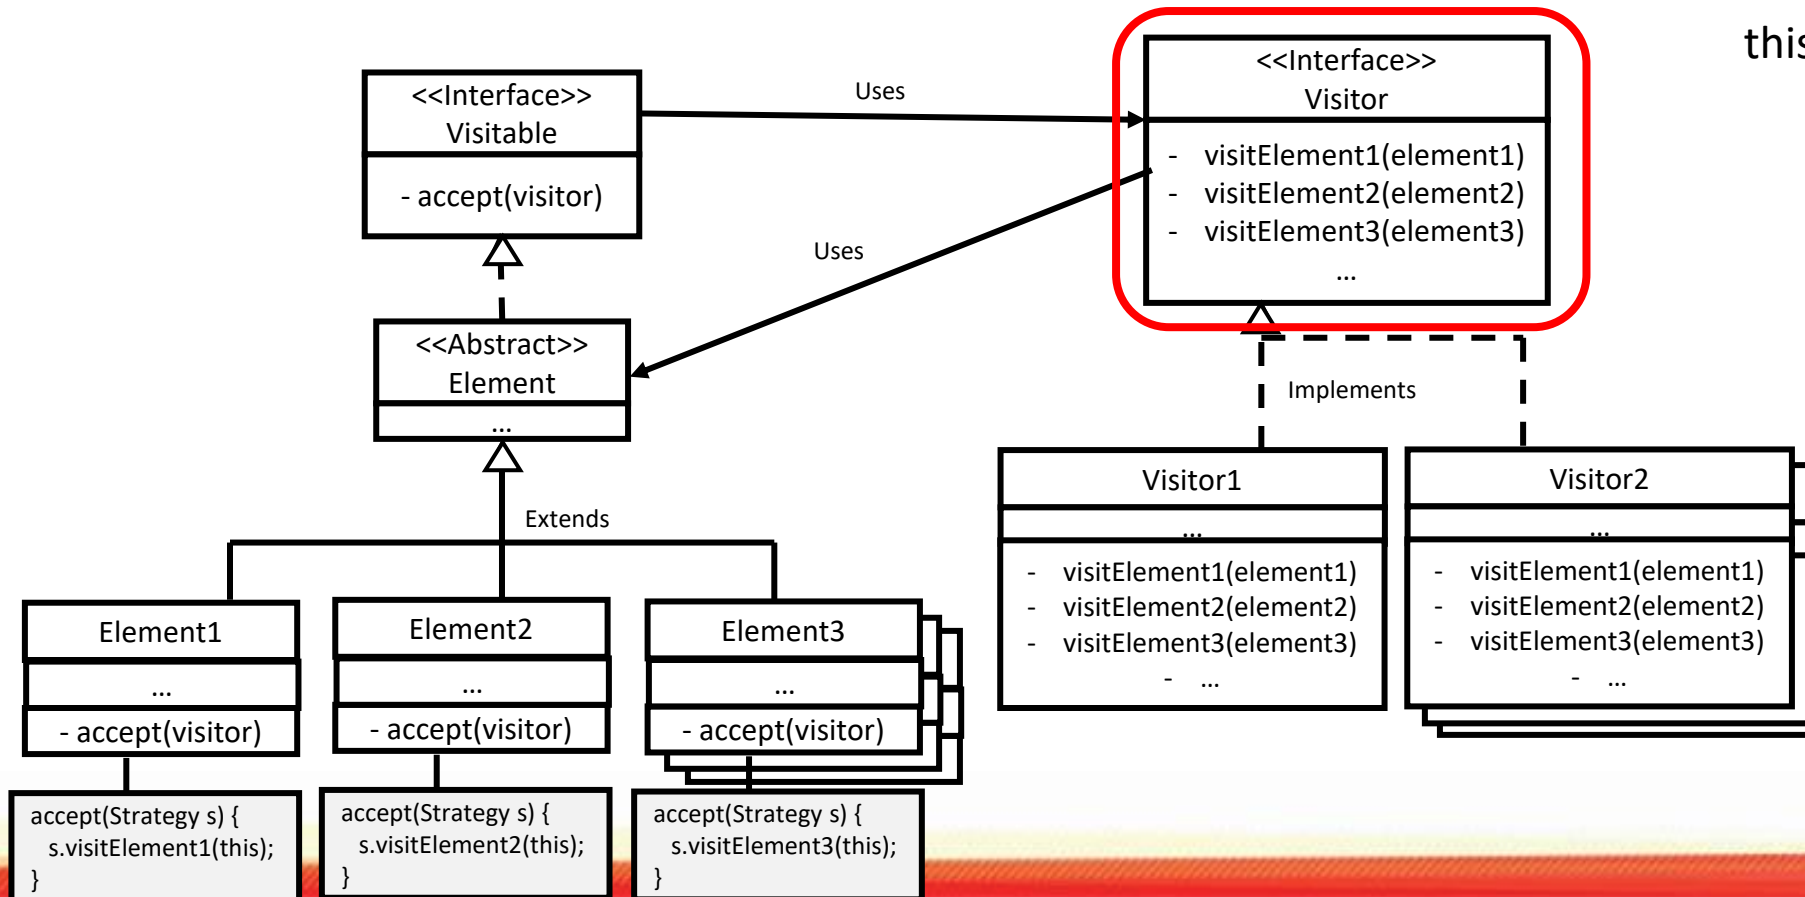 this
<<Interface>>
Visitor
- visitElement1(element1)
- visitElement2(element2)
- visitElement3(element3)
...
<<Interface>>
Visitable
- accept(visitor)
Uses
Uses
<<Abstract>>
Element
...
Implements
Extends
Visitor1
...
- visitElement1(element1)
- visitElement2(element2)
- visitElement3(element3)
- ...
Visitor2
...
- visitElement1(element1)
- visitElement2(element2)
- visitElement3(element3)
- ...
Element1
...
- accept(visitor)
Element2
...
- accept(visitor)
Element3
...
- accept(visitor)
accept(Strategy s) {
s.visitElement1(this);
}
accept(Strategy s) {
s.visitElement2(this);
}
accept(Strategy s) {
s.visitElement3(this);
}